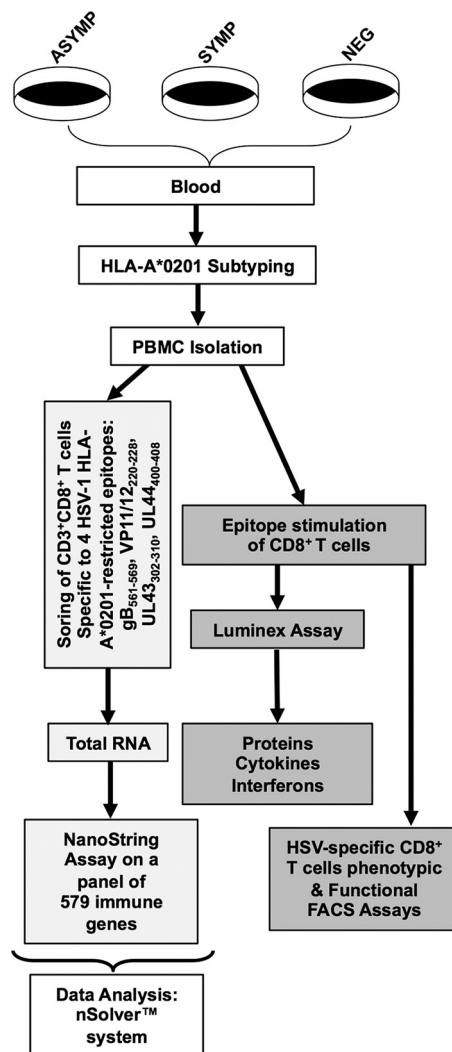 ASYMP
SYMP
NEG
Blood
HLA-A*0201 Subtyping
PBMC Isolation
Soring of CD3⁺CD8⁺ T cells
Specific to 4 HSV-1 HLA-
A*0201-restricted epitopes:
gB₅₆₁₋₅₆₉, VP11/12₂₂₀₋₂₂₈,
UL43₃₀₂₋₃₁₀, UL44₄₀₀₋₄₀₈
Epitope stimulation
of CD8⁺ T cells
Luminex Assay
Total RNA
Proteins
Cytokines
Interferons
NanoString
Assay on a
panel of
579 immune
genes
HSV-specific CD8⁺
T cells phenotypic
& Functional
FACS Assays
Data Analysis:
nSolver™
system